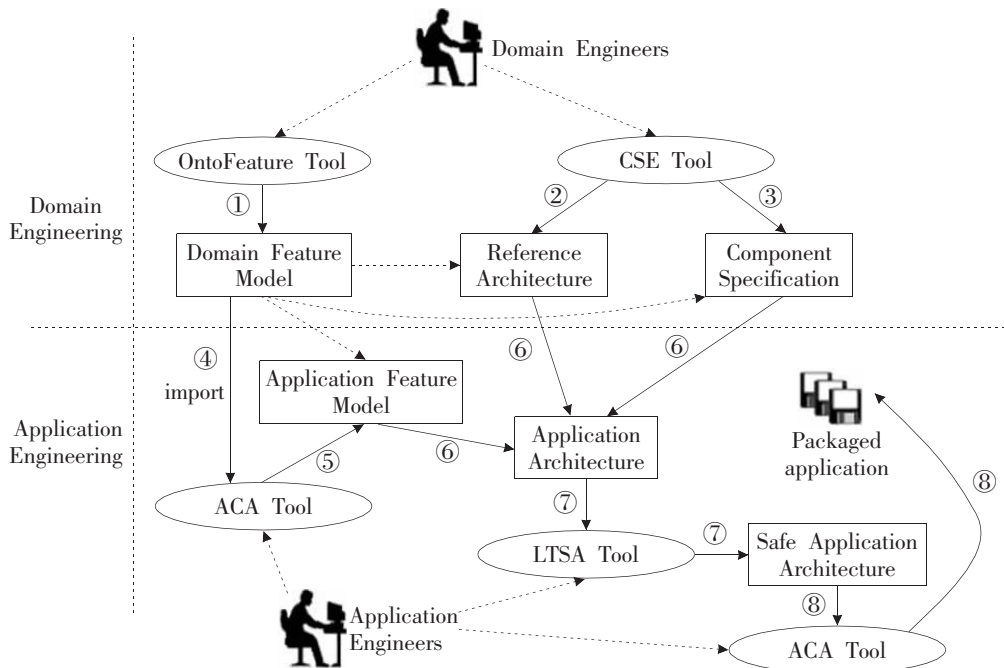 Domain Engineers
OntoFeature Tool
CSE Tool
①
②
③
Domain
Engineering
Domain Feature
Model
Reference
Architecture
Component
Specification
④
import
⑥
⑥
Application Feature
Model
Application
Engineering
⑤
⑥
Application
Architecture
Packaged
application
⑧
ACA Tool
⑦
⑦
LTSA Tool
Safe Application
Architecture
⑧
Application
Engineers
ACA Tool